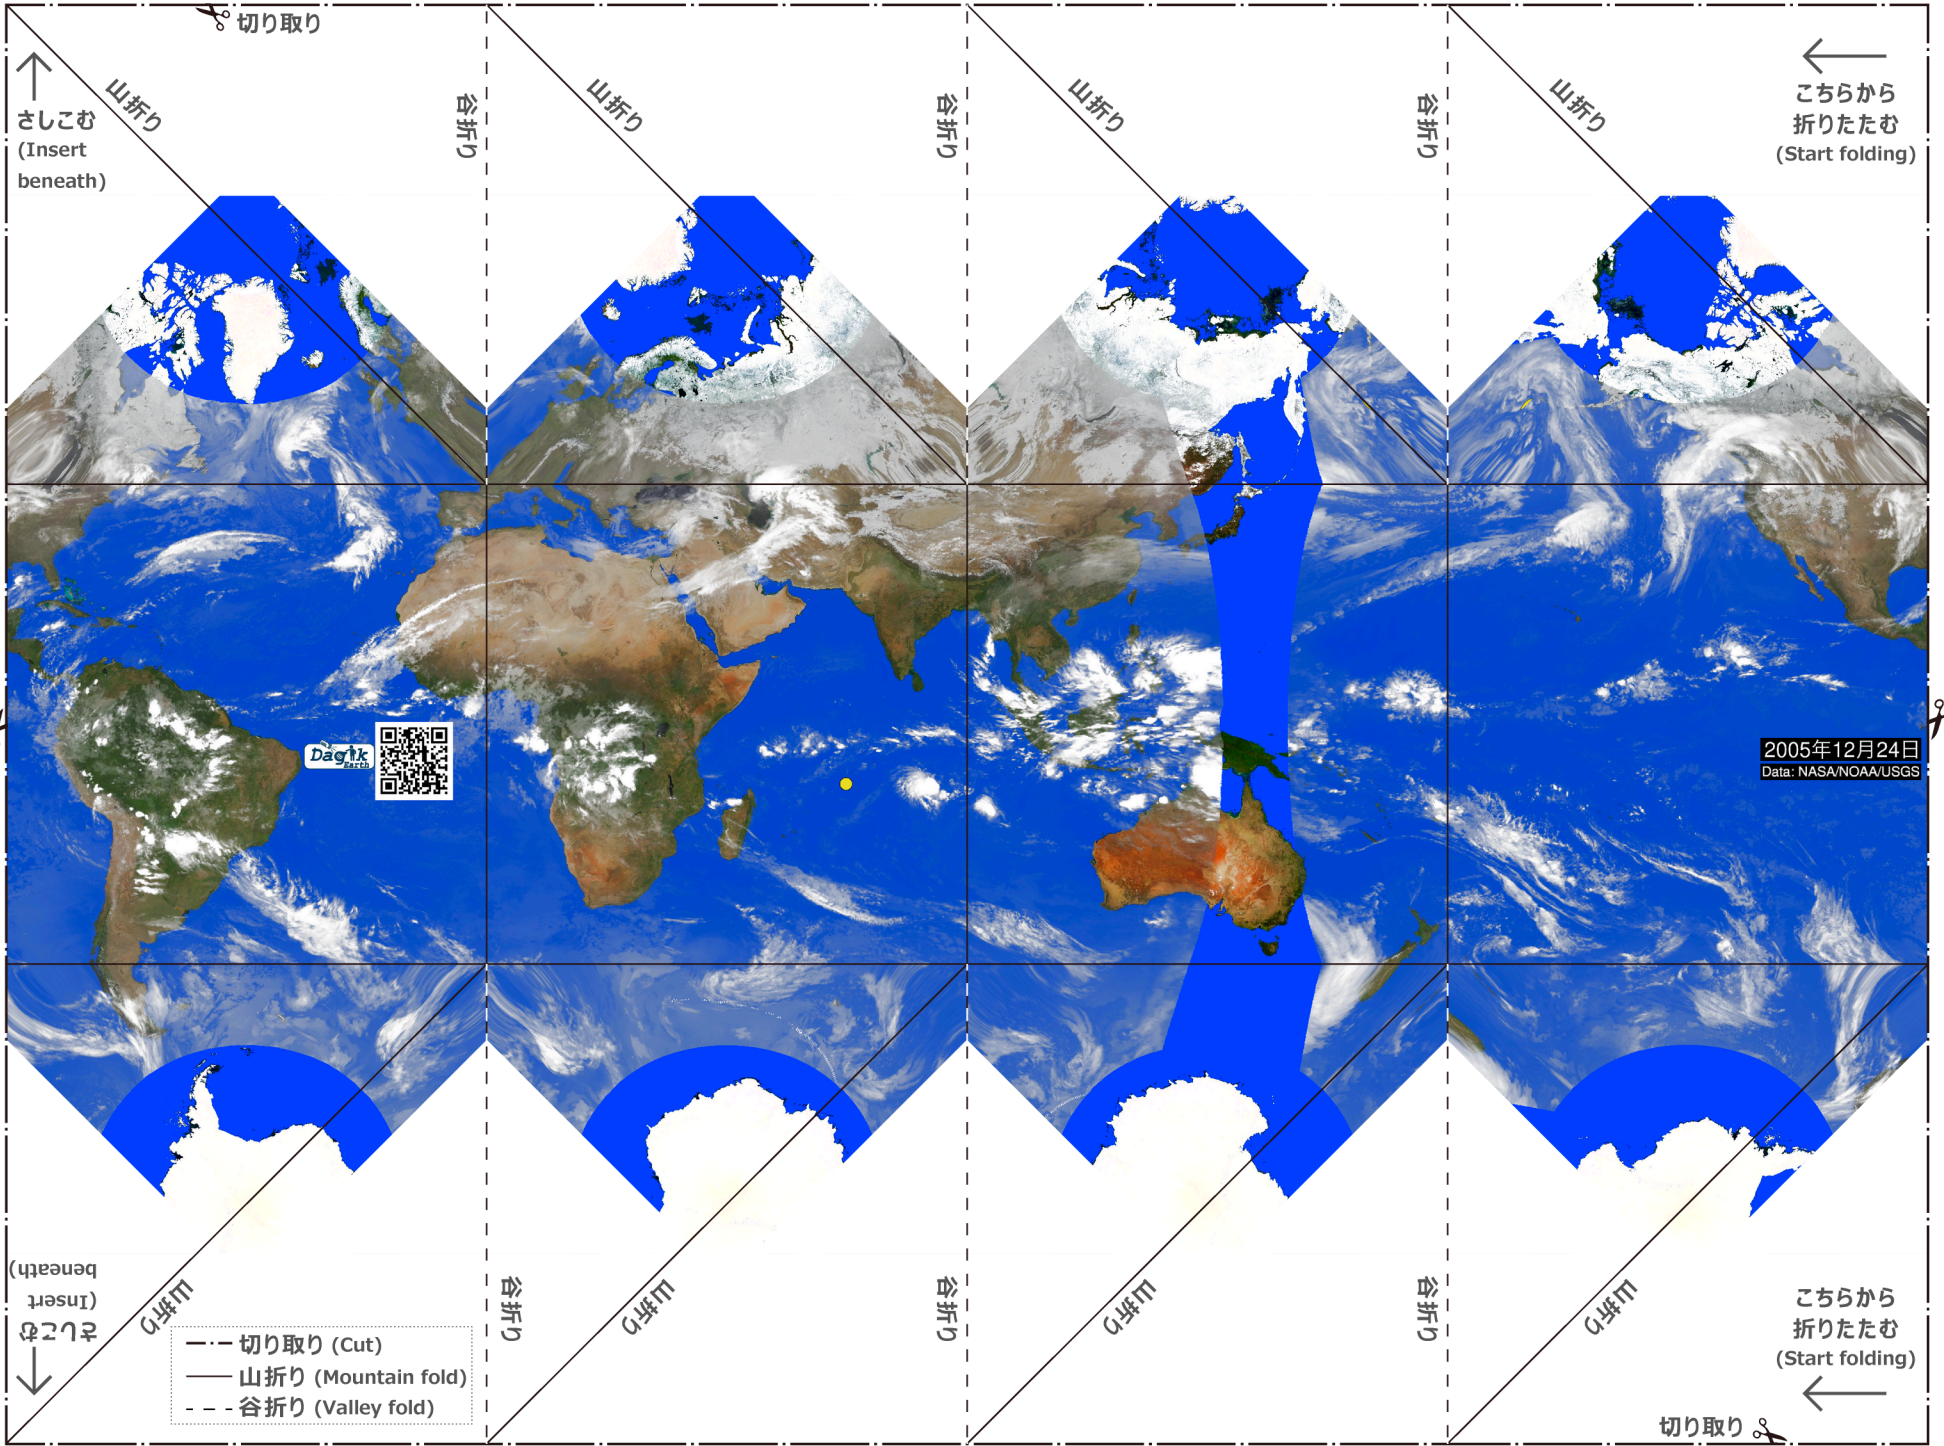 切り取り
山折り
谷折り
山折り
谷折り
山折り
谷折り
山折り
さしこむ
(Insert
beneath)
こちらから
折りたたむ
(Start folding)
Dagik
Earth
2005年12月24日
Data: NASA/NOAA/USGS
さしこむ
(Insert
beneath)
山折り
谷折り
山折り
谷折り
山折り
谷折り
山折り
こちらから
折りたたむ
(Start folding)
切り取り (Cut)
山折り (Mountain fold)
谷折り (Valley fold)
切り取り